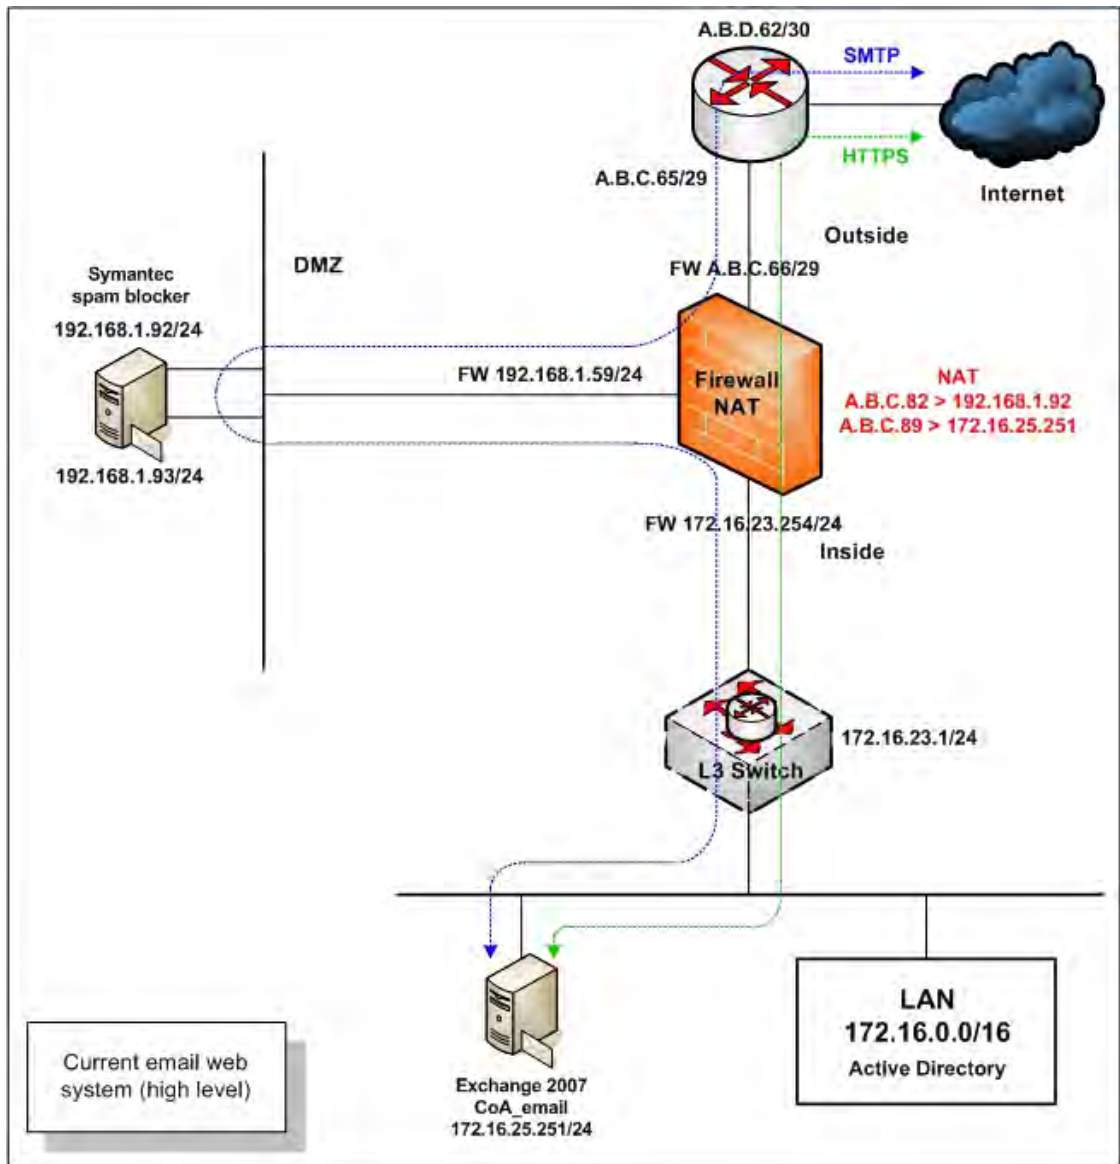 A.B.D.62/30
SMTP
HTTPS
Internet
A.B.C.65/29
Outside
DMZ
FW A.B.C.66/29
Symantec
spam blocker
192.168.1.92/24
FW 192.168.1.59/24
Firewall
NAT
NAT
A.B.C.82 > 192.168.1.92
A.B.C.89 > 172.16.25.251
192.168.1.93/24
FW 172.16.23.254/24
Inside
172.16.23.1/24
L3 Switch
LAN
172.16.0.0/16
Active Directory
Current email web
system (high level)
Exchange 2007
CoA_email
172.16.25.251/24